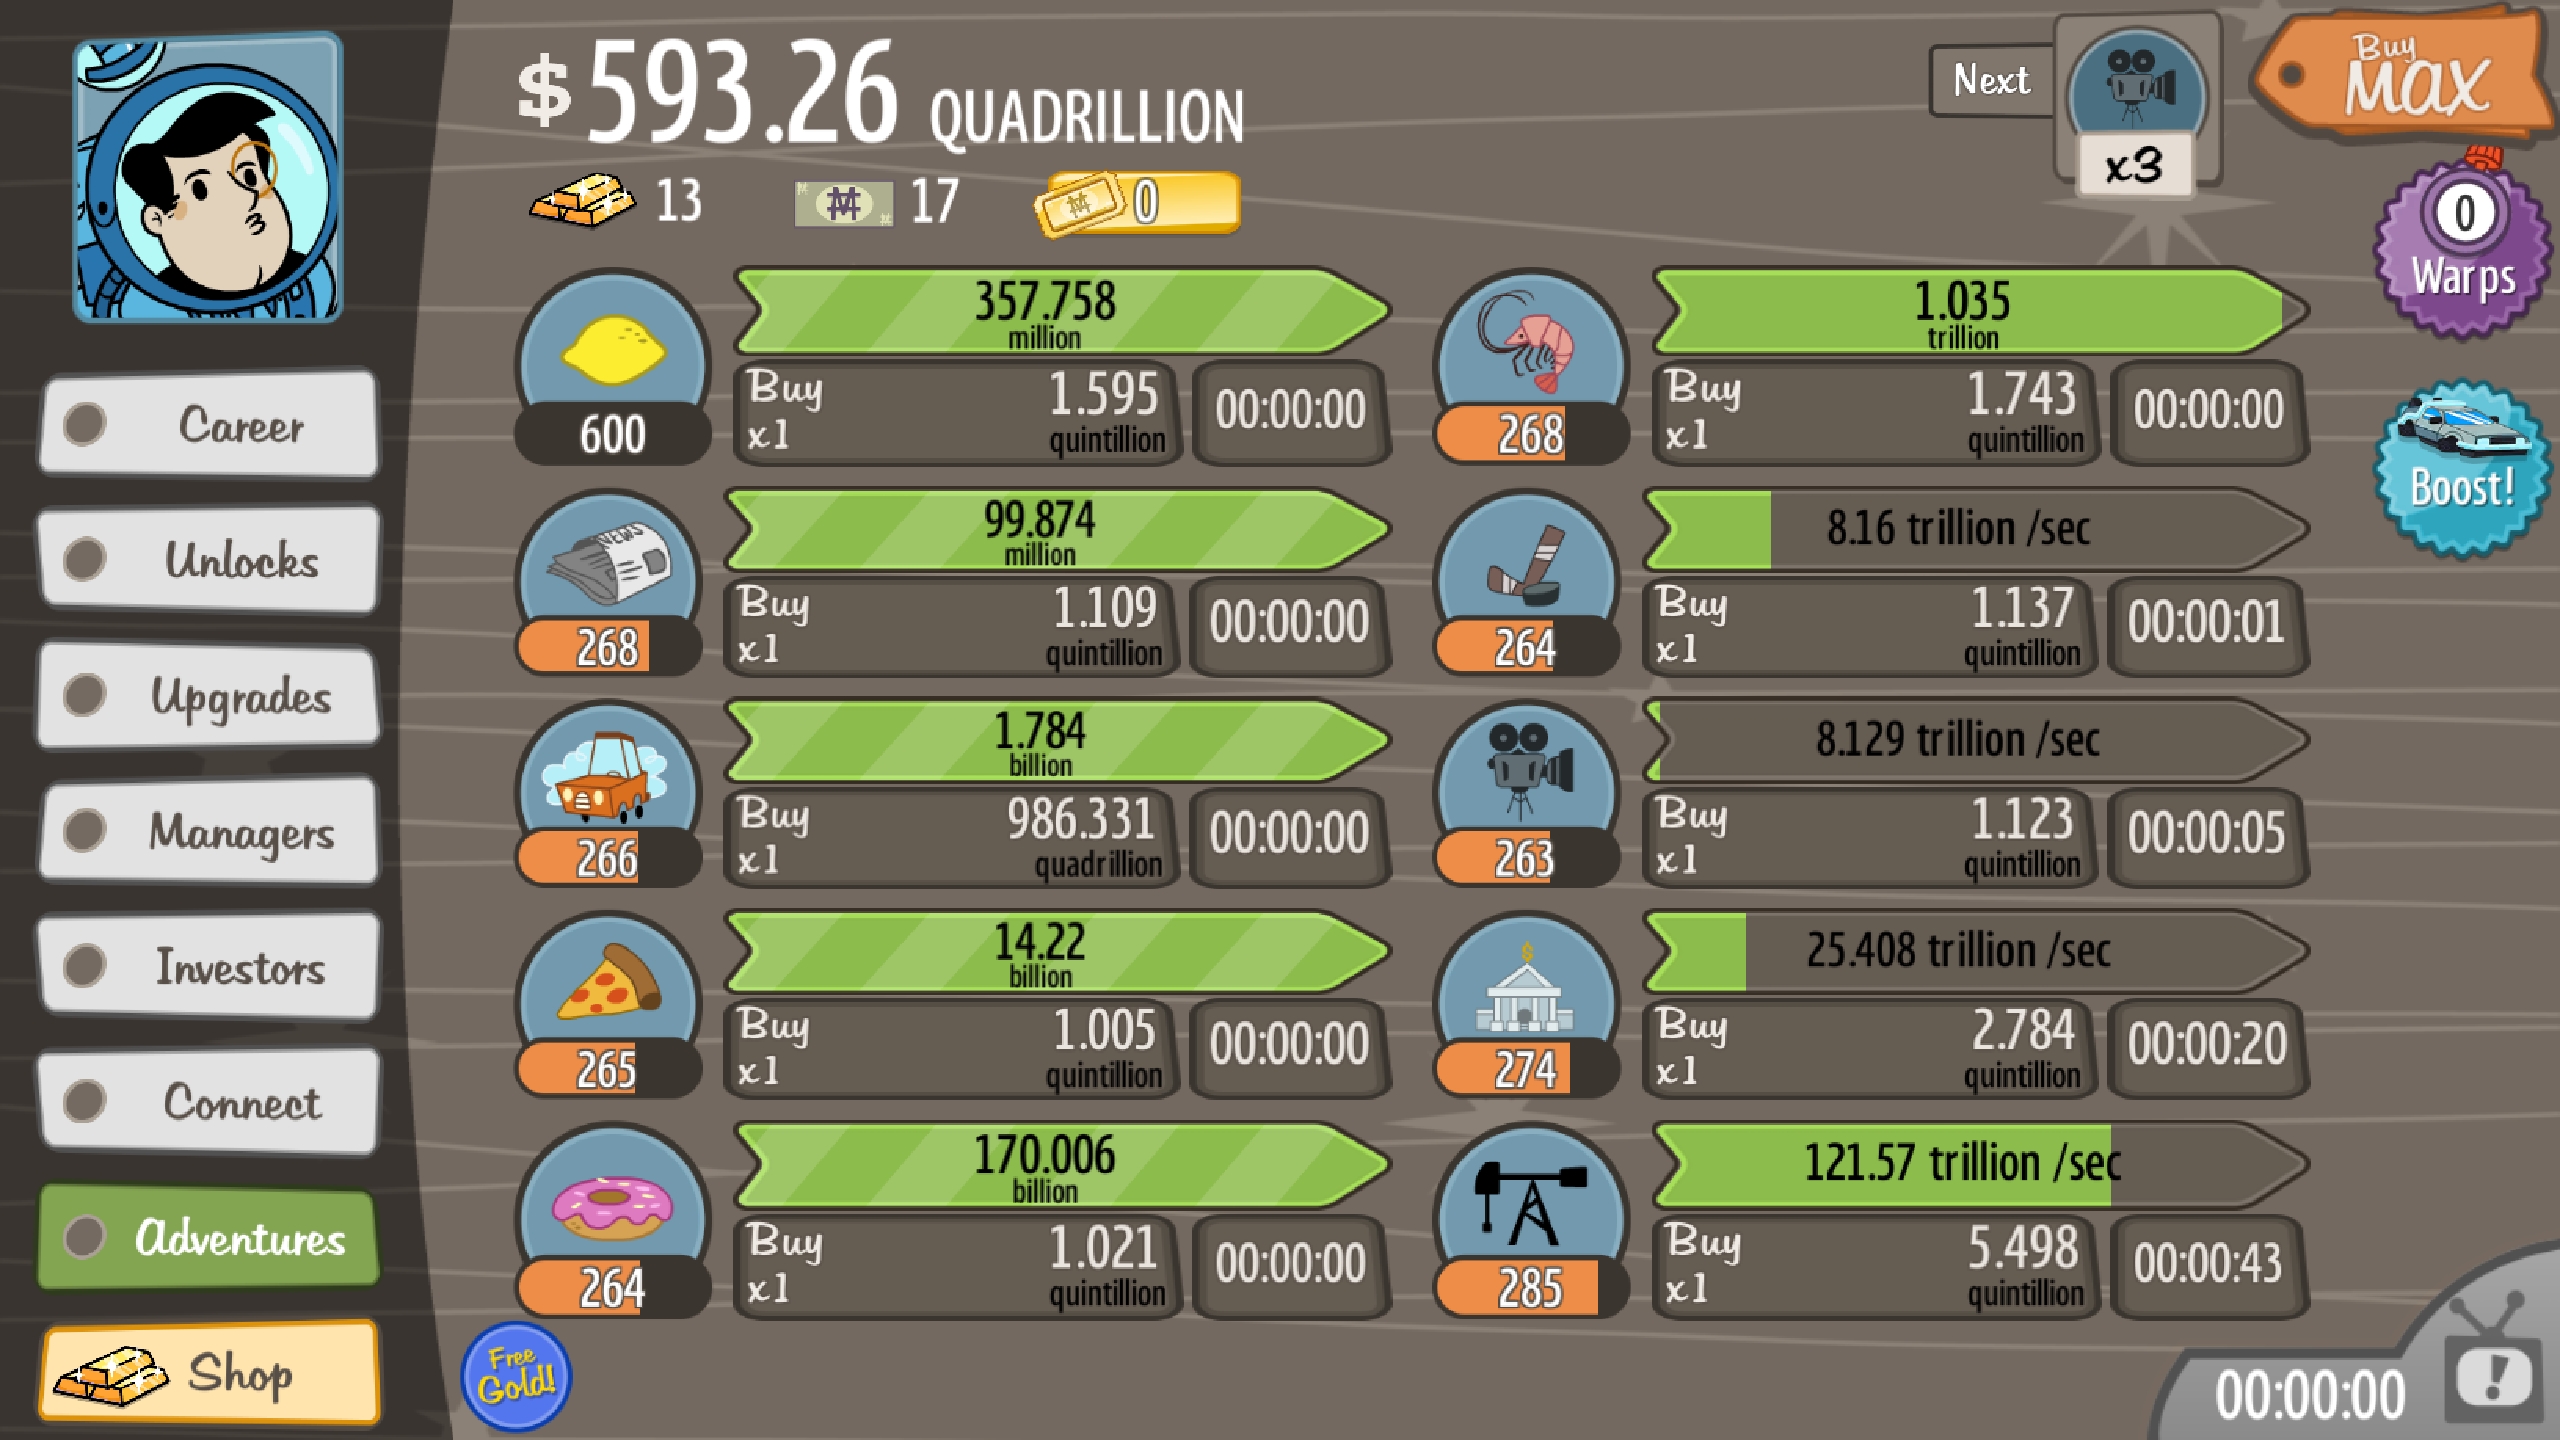 $ 593.26 QUADRILLION
13
17
0
Next
x3
Buy
MAX
0
Warps
Boost!
Career
Unlocks
Upgrades
Managers
Investors
Connect
Adventures
Shop
Free
Gold!
357.758
million
600
Buy
x1
1.595
quintillion
00:00:00
NEWS
99.874
million
268
Buy
x1
1.109
quintillion
00:00:00
1.784
billion
266
Buy
x1
986.331
quadrillion
00:00:00
14.22
billion
265
Buy
x1
1.005
quintillion
00:00:00
170.006
billion
264
Buy
x1
1.021
quintillion
00:00:00
1.035
trillion
268
Buy
x1
1.743
quintillion
00:00:00
8.16 trillion /sec
264
Buy
x1
1.137
quintillion
00:00:01
8.129 trillion /sec
263
Buy
x1
1.123
quintillion
00:00:05
25.408 trillion /sec
274
Buy
x1
2.784
quintillion
00:00:20
121.57 trillion /sec
285
Buy
x1
5.498
quintillion
00:00:43
00:00:00
!